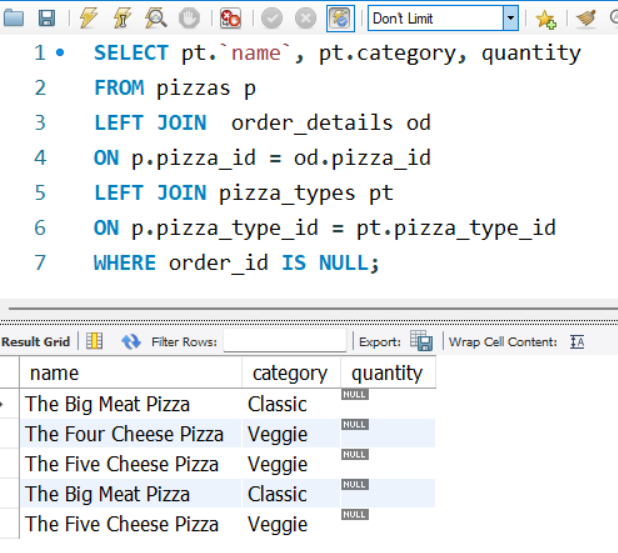 Don't Limit
1 SELECT pt.`name`, pt.category, quantity
2 FROM pizzas p
3 LEFT JOIN  order_details od
4 ON p.pizza_id = od.pizza_id
5 LEFT JOIN pizza_types pt
6 ON p.pizza_type_id = pt.pizza_type_id
7 WHERE order_id IS NULL;
Result Grid Filter Rows: Export: Wrap Cell Content: IA
name category quantity
The Big Meat Pizza Classic NULL
The Four Cheese Pizza Veggie NULL
The Five Cheese Pizza Veggie NULL
The Big Meat Pizza Classic NULL
The Five Cheese Pizza Veggie NULL